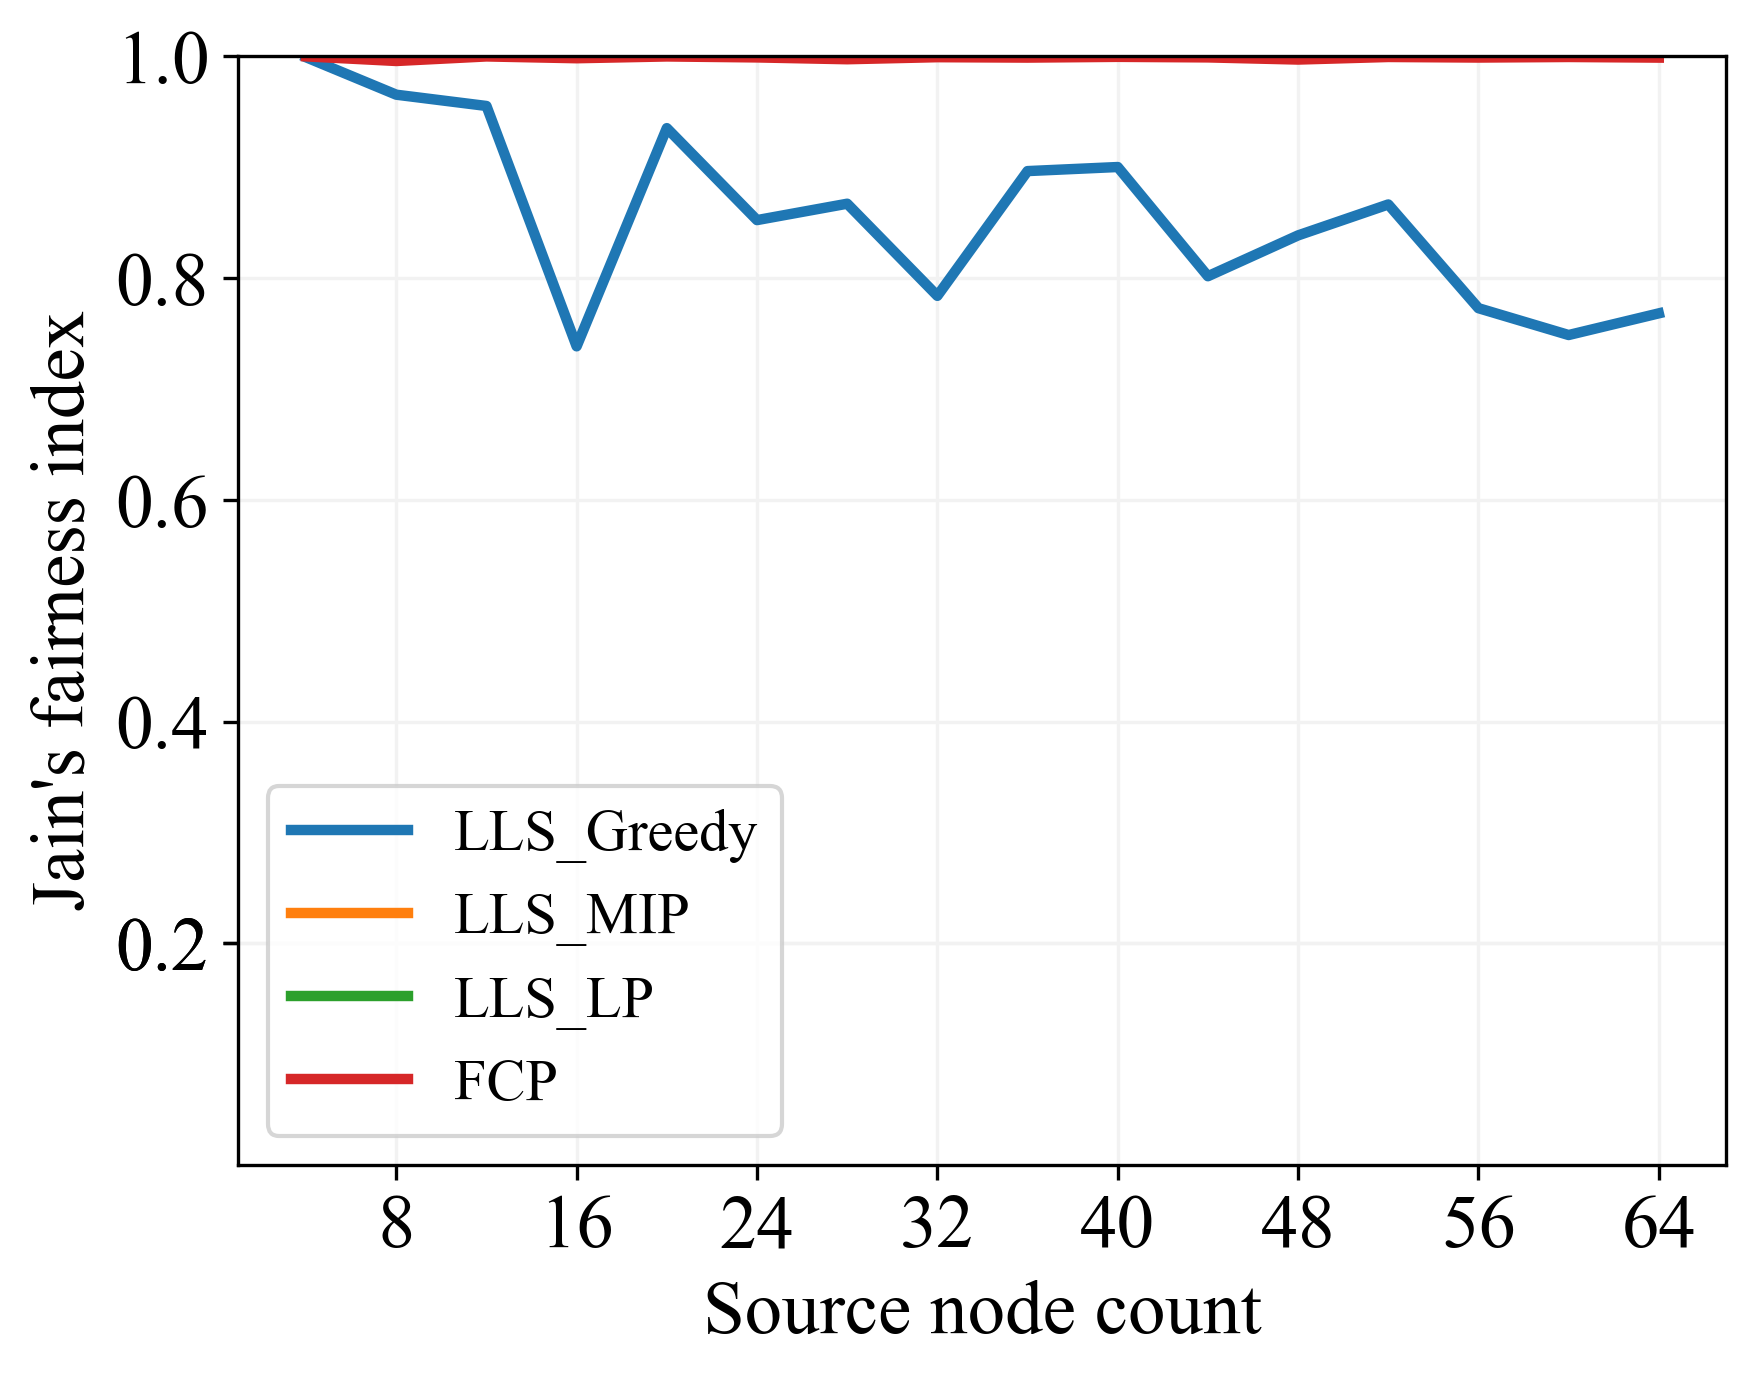 Jain's fairness index
1.0
0.8
0.6
0.4
0.2
LLS_Greedy
LLS_MIP
LLS_LP
FCP
8 16 24 32 40 48 56 64
Source node count